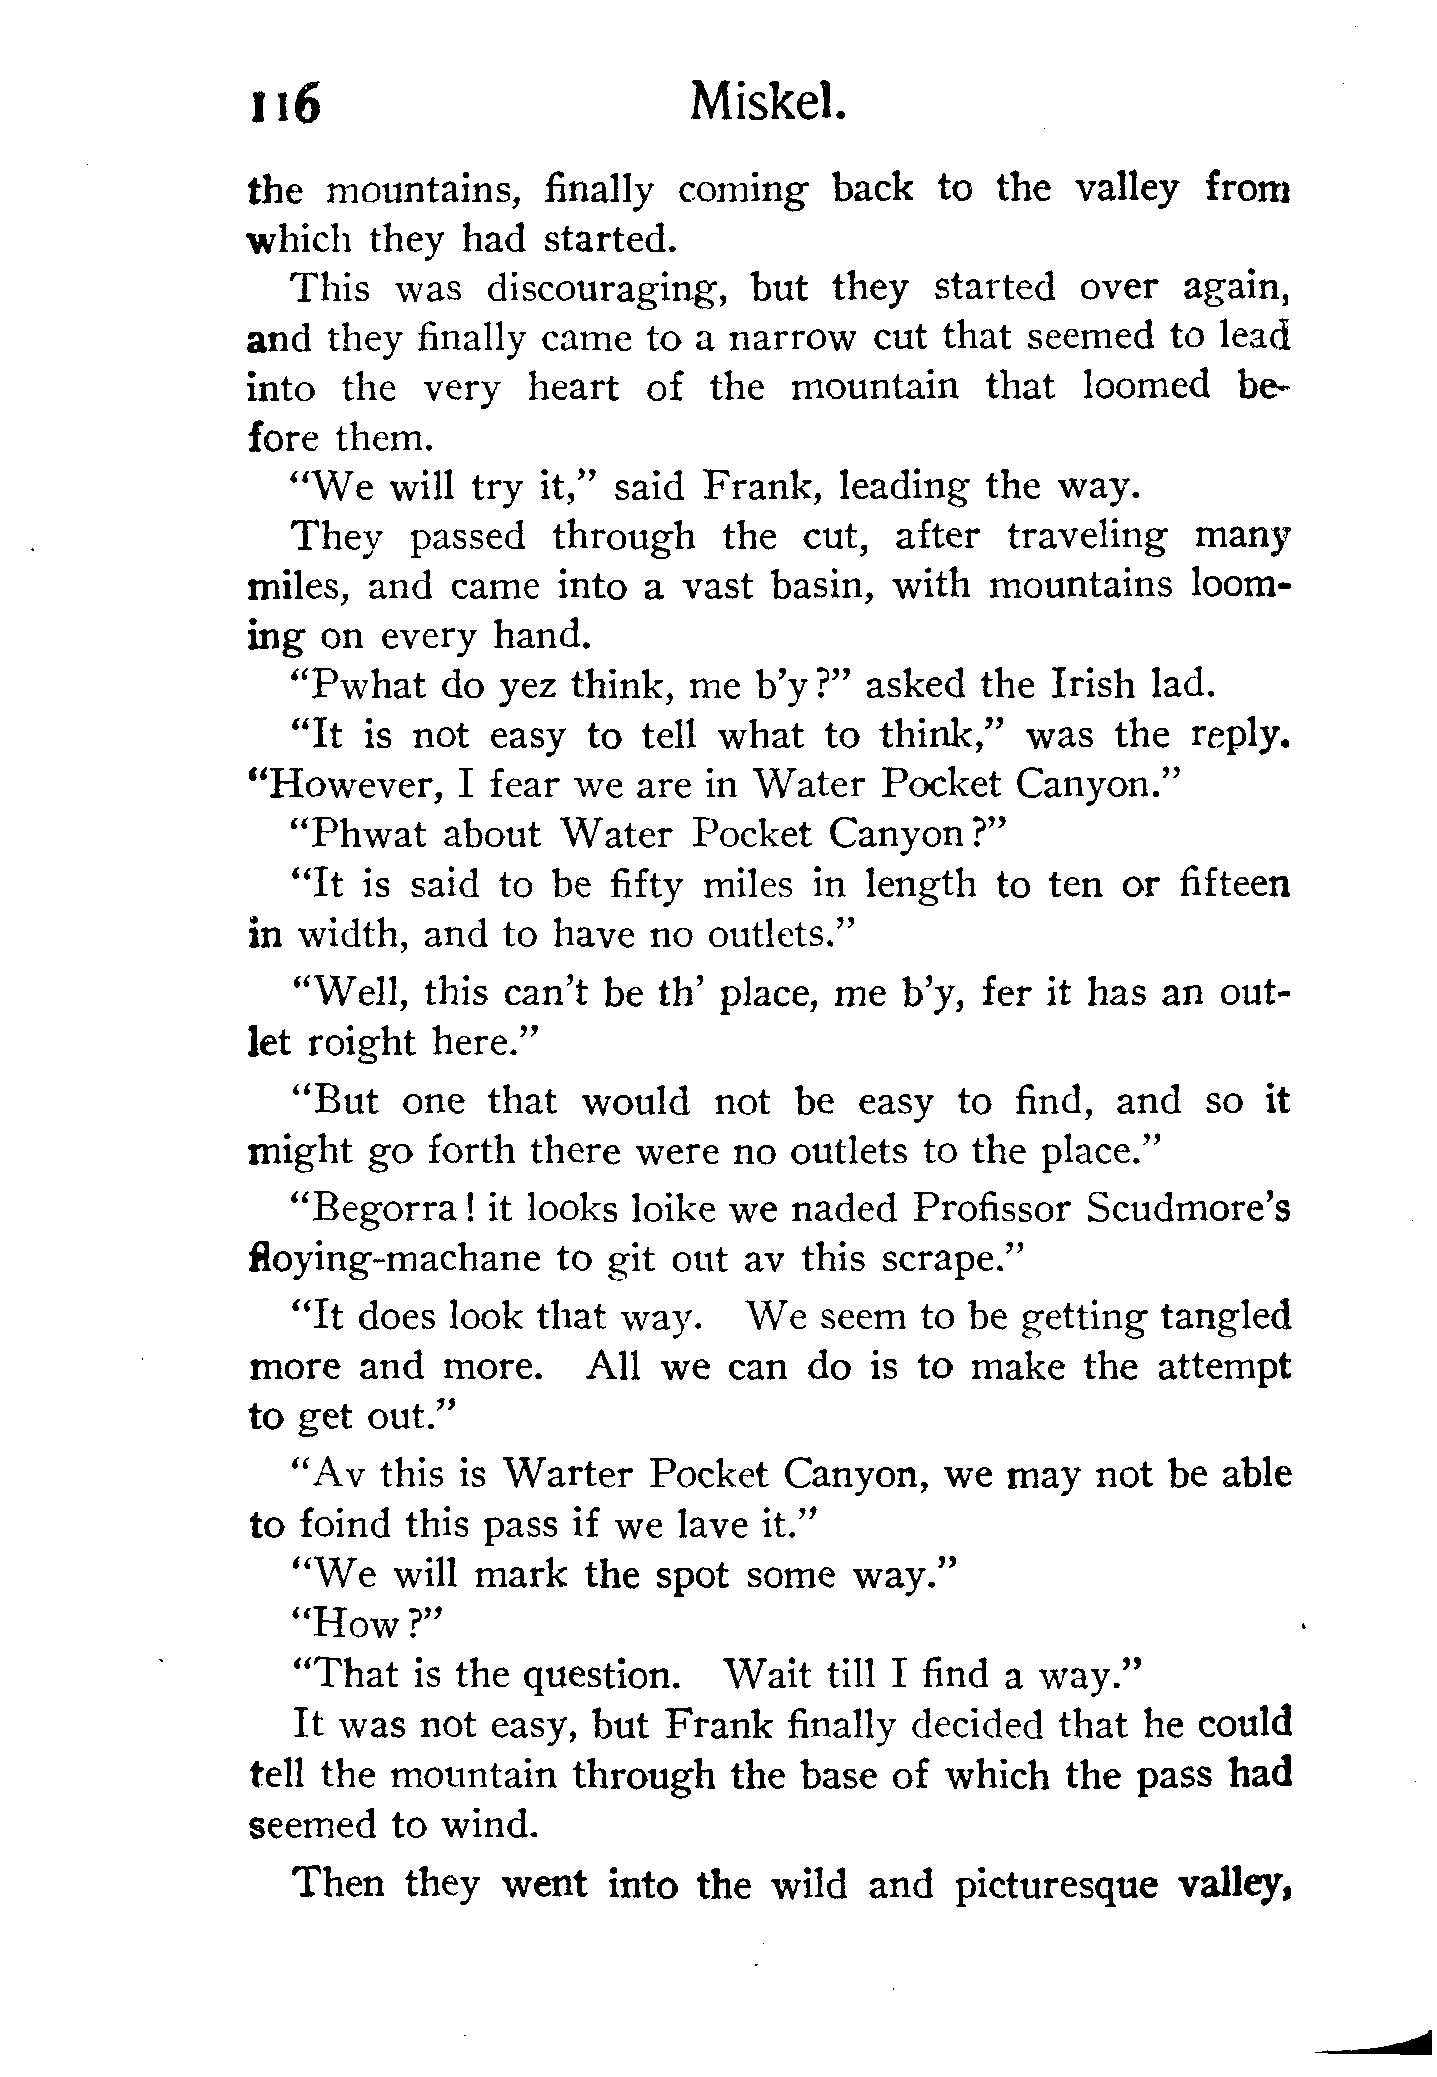 116 Miskel.
the mountains, finally coming back to the valley from
which they had started.
This was discouraging, but they started over again,
and they finally came to a narrow cut that seemed to lead
into the very heart of the mountain that loomed be-
fore them.
“We will try it,” said Frank, leading the way.
They passed through the cut, after traveling many
miles, and came into a vast basin, with mountains loom-
ing on every hand.
“Pwhat do yez think, me b’y?” asked the Irish lad.
“It is not easy to tell what to think,” was the reply.
“However, I fear we are in Water Pocket Canyon.”
“Phwat about Water Pocket Canyon?”
“It is said to be fifty miles in length to ten or fifteen
in width, and to have no outlets.”
“Well, this can’t be th’ place, me b’y, fer it has an out-
let roight here.”
“But one that would not be easy to find, and so it
might go forth there were no outlets to the place.”
“Begorra! it looks loike we naded Profissor Scudmore’s
floying-machane to git out av this scrape.”
“It does look that way. We seem to be getting tangled
more and more. All we can do is to make the attempt
to get out.”
“Av this is Warter Pocket Canyon, we may not be able
to foind this pass if we lave it.”
“We will mark the spot some way.”
“How?”
“That is the question. Wait till I find a way.”
It was not easy, but Frank finally decided that he could
tell the mountain through the base of which the pass had
seemed to wind.
Then they went into the wild and picturesque valley,